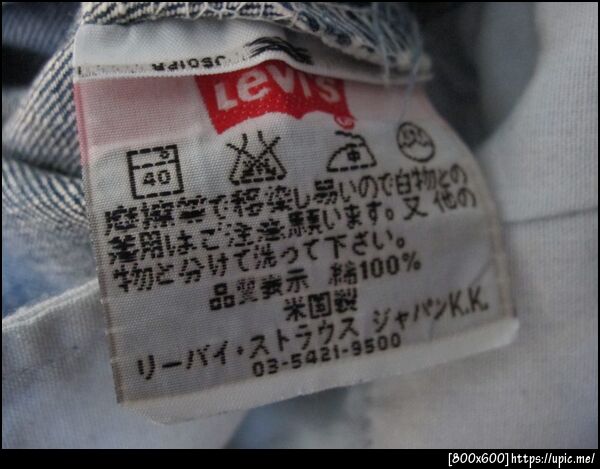 Levi's
40
摩擦等で移染し易いので白物との
着用はご注意願います。又他の
物と分けて洗って下さい。
品質表示 綿100%
米国製
リーバイ・ストラウス ジャパンK.K.
03-5421-9500
[800x600]https://upic.me/